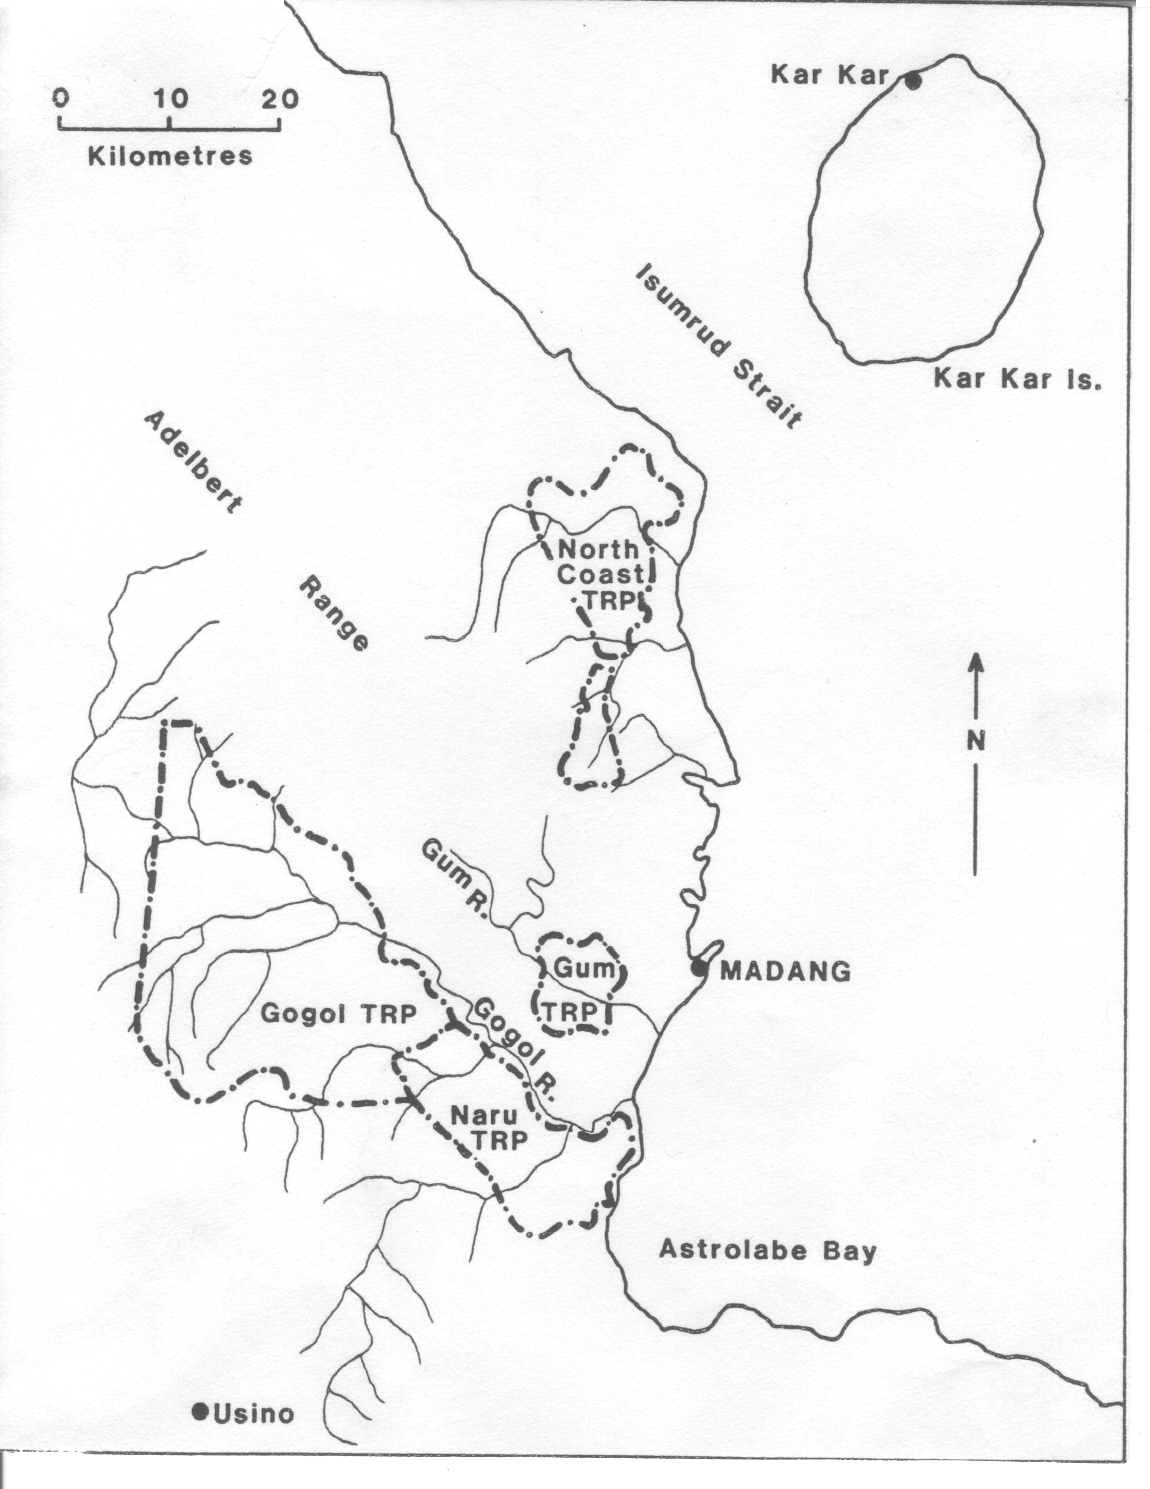 Kar Kar
0 10 20
Kilometres
Isumrud Strait
Kar Kar Is.
Adelbert
Range
North
Coast
TRP
N
Gum R.
Gum
TRP
MADANG
Gogol TRP
Gogol R.
Naru
TRP
Astrolabe Bay
Usino